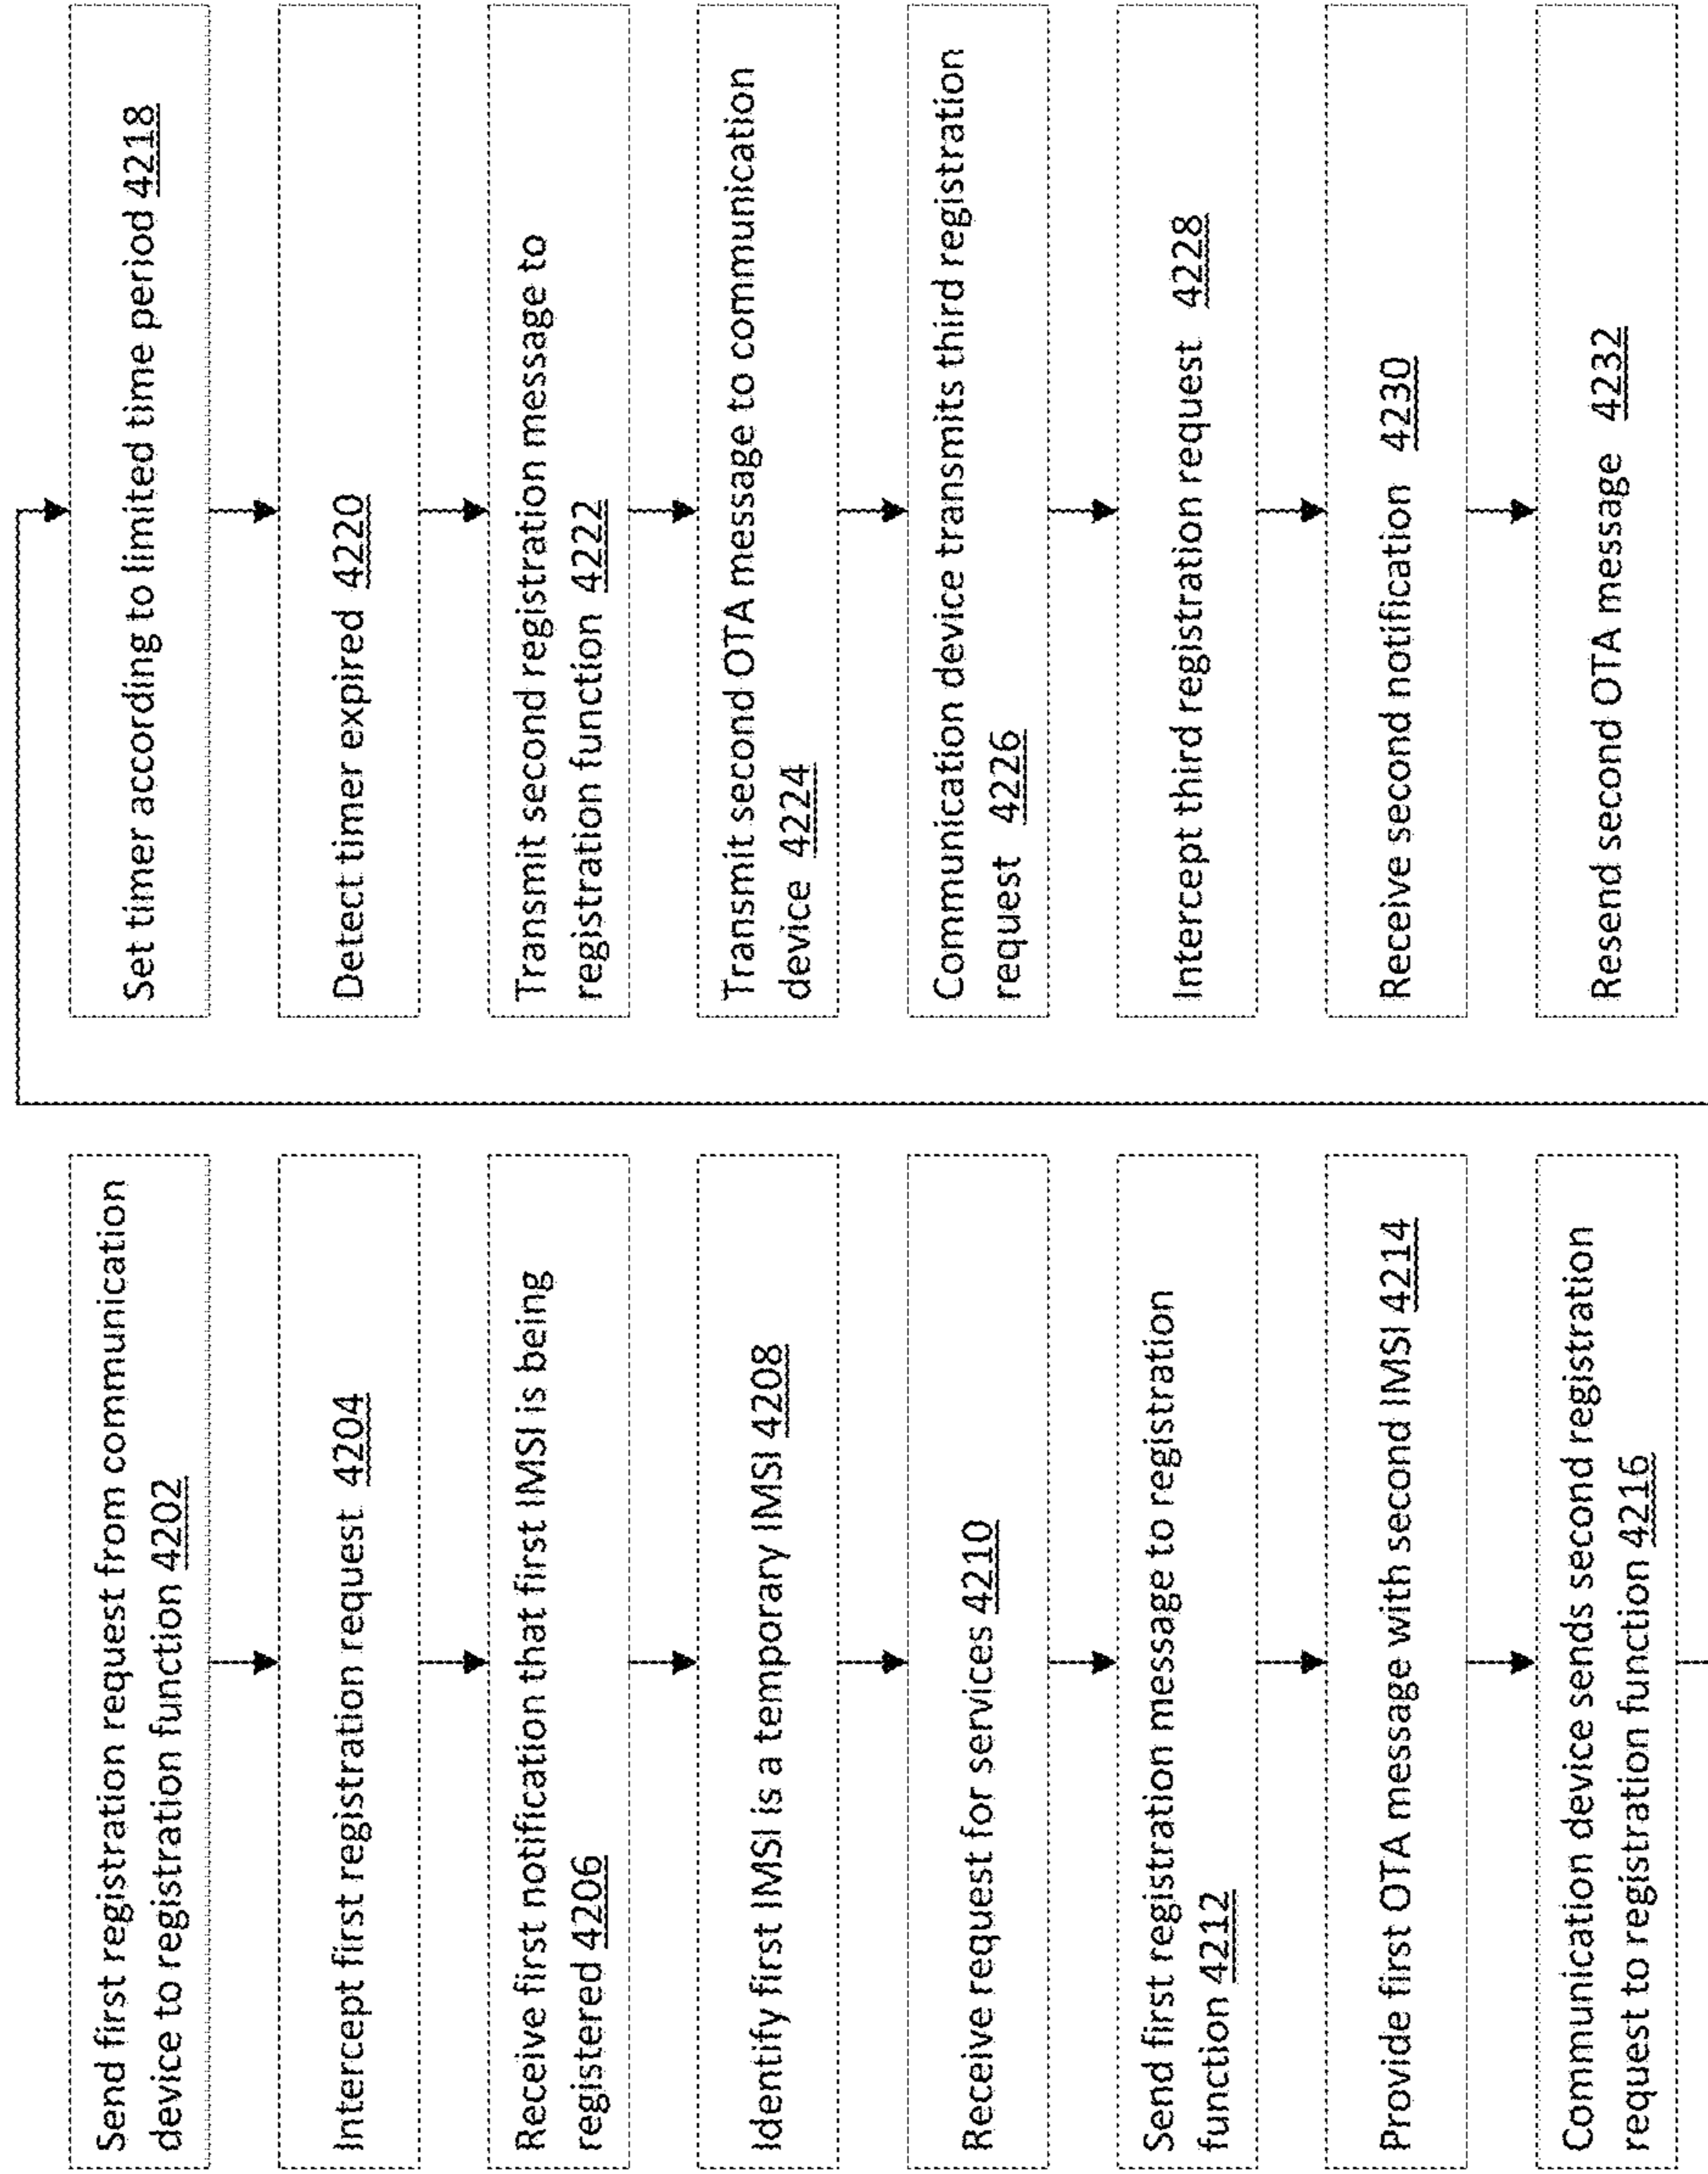 Send first registration request from communication
device to registration function 4202
Intercept first registration request 4204
Receive first notification that first IMSI is being
registered 4206
Identify first IMSI is a temporary IMSI 4208
Receive request for services 4210
Send first registration message to registration
function 4212
Provide first OTA message with second IMSI 4214
Communication device sends second registration
request to registration function 4216
Set timer according to limited time period 4218
Detect timer expired 4220
Transmit second registration message to
registration function 4222
Transmit second OTA message to communication
device 4224
Communication device transmits third registration
request 4226
Intercept third registration request 4228
Receive second notification 4230
Resend second OTA message 4232